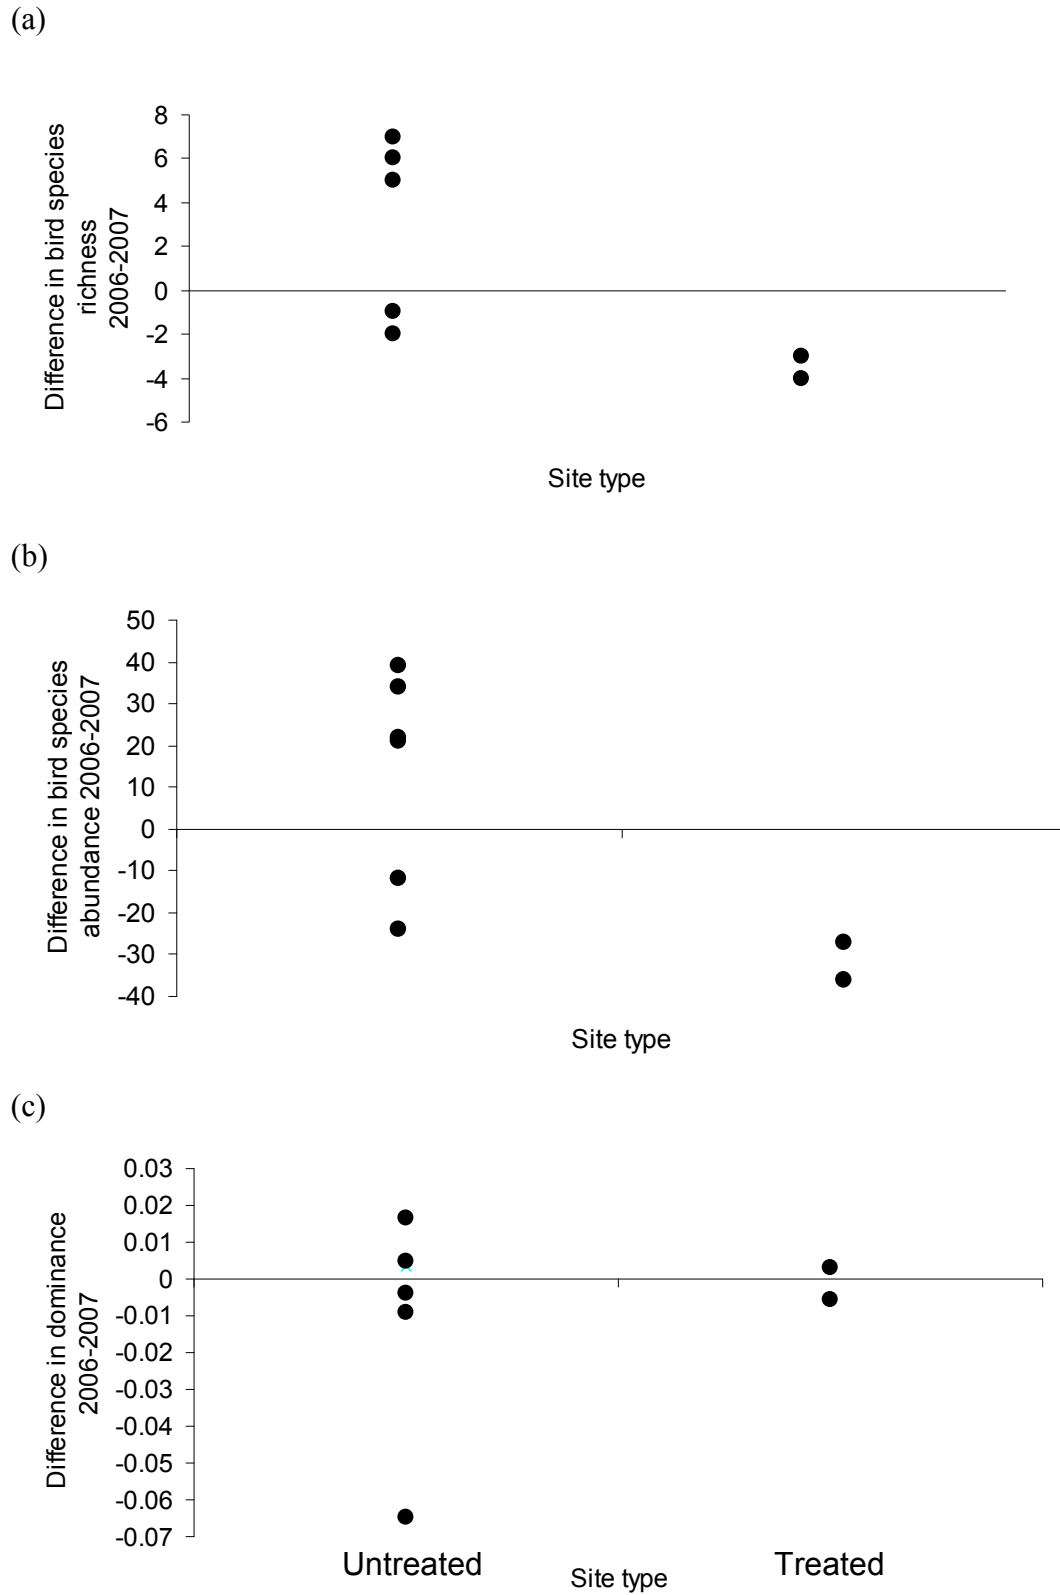 (a)
8
6
4
2
0
-2
-4
-6
Difference in bird species
richness
2006-2007
Site type
(b)
50
40
30
20
10
0
-10
-20
-30
-40
Difference in bird species
abundance 2006-2007
Site type
(c)
0.03
0.02
0.01
0
-0.01
-0.02
-0.03
-0.04
-0.05
-0.06
-0.07
Difference in dominance
2006-2007
Untreated
Treated
Site type